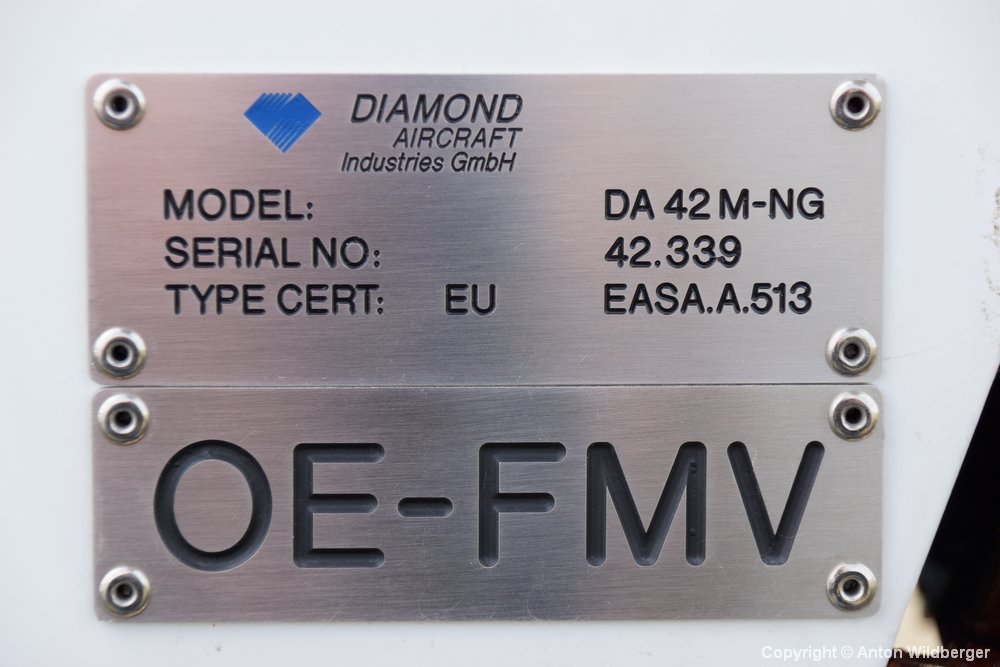 DIAMOND
AIRCRAFT
Industries GmbH
MODEL: DA 42 M-NG
SERIAL NO: 42.339
TYPE CERT: EU EASA.A.513
OE-FMV
Copyright © Anton Wildberger